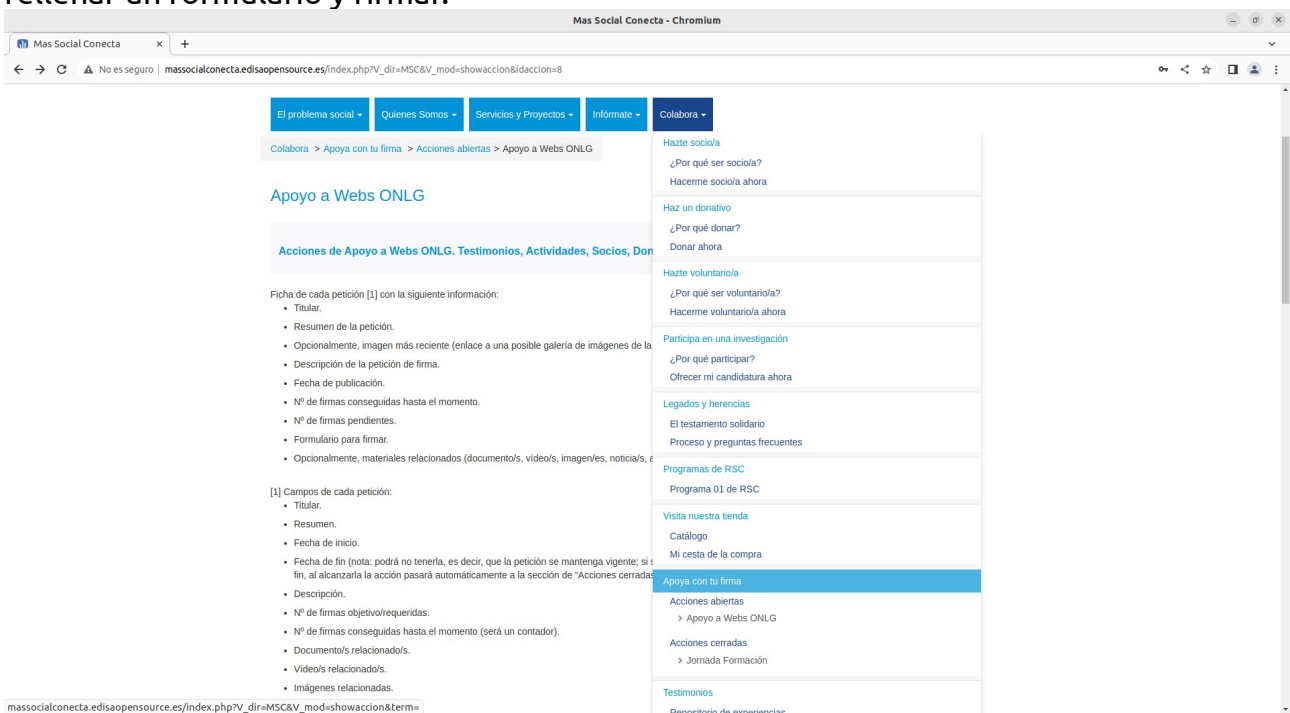 rellenar un formulario y firmar.
Mas Social Conecta - Chromium
Mas Social Conecta
No es seguro massocialconecta.edisaopensource.es/index.php?V_dir=MSC&V_mod=showaccion&idaccion=8
El problema social Quienes Somos Servicios y Proyectos Infórmate Colabora
Colabora > Apoya con tu firma > Acciones abiertas > Apoyo a Webs ONLG
Apoyo a Webs ONLG
Acciones de Apoyo a Webs ONLG. Testimonios, Actividades, Socios, Don
Ficha de cada petición [1] con la siguiente información:
• Titular.
• Resumen de la petición.
• Opcionalmente, imagen más reciente (enlace a una posible galería de imágenes de la
• Descripción de la petición de firma.
• Fecha de publicación.
• Nº de firmas conseguidas hasta el momento.
• Nº de firmas pendientes.
• Formulario para firmar.
• Opcionalmente, materiales relacionados (documento/s, vídeo/s, imagen/es, noticia/s,
[1] Campos de cada petición:
• Titular.
• Resumen.
• Fecha de inicio.
• Fecha de fin (nota: podrá no tenerla, es decir, que la petición se mantenga vigente; si
fin, al alcanzarla la acción pasará automáticamente a la sección de “Acciones cerradas
• Descripción.
• Nº de firmas objetivo/requeridas.
• Nº de firmas conseguidas hasta el momento (será un contador).
• Documento/s relacionado/s.
• Vídeo/s relacionado/s.
• Imágenes relacionadas.
Hazte socio/a
¿Por qué ser socio/a?
Hacerme socio/a ahora
Haz un donativo
¿Por qué donar?
Donar ahora
Hazte voluntario/a
¿Por qué ser voluntario/a?
Hacerme voluntario/a ahora
Participa en una investigación
¿Por qué participar?
Ofrecer mi candidatura ahora
Legados y herencias
El testamento solidario
Proceso y preguntas frecuentes
Programas de RSC
Programa 01 de RSC
Visita nuestra tienda
Catálogo
Mi cesta de la compra
Apoya con tu firma
Acciones abiertas
> Apoyo a Webs ONLG
Acciones cerradas
> Jornada Formación
Testimonios
Repositorio de experiencias
massocialconecta.edisaopensource.es/index.php?V_dir=MSC&V_mod=showaccion&term=